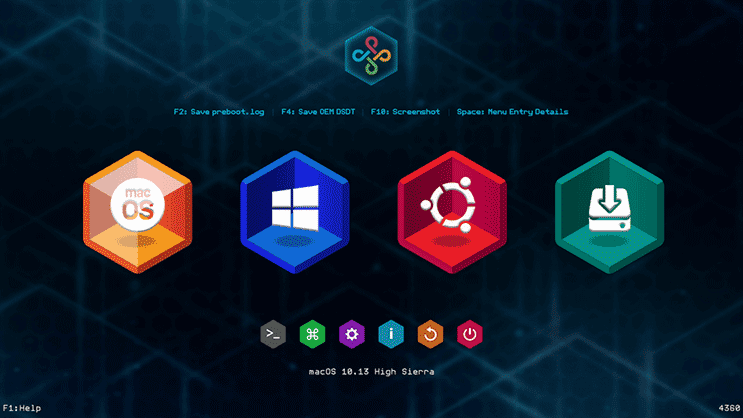 F2: Save preboot.log | F4: Save OEM DSDT | F10: Screenshot | Space: Menu Entry Details
mac
OS
macOS 10.13 High Sierra
F1:Help 4360